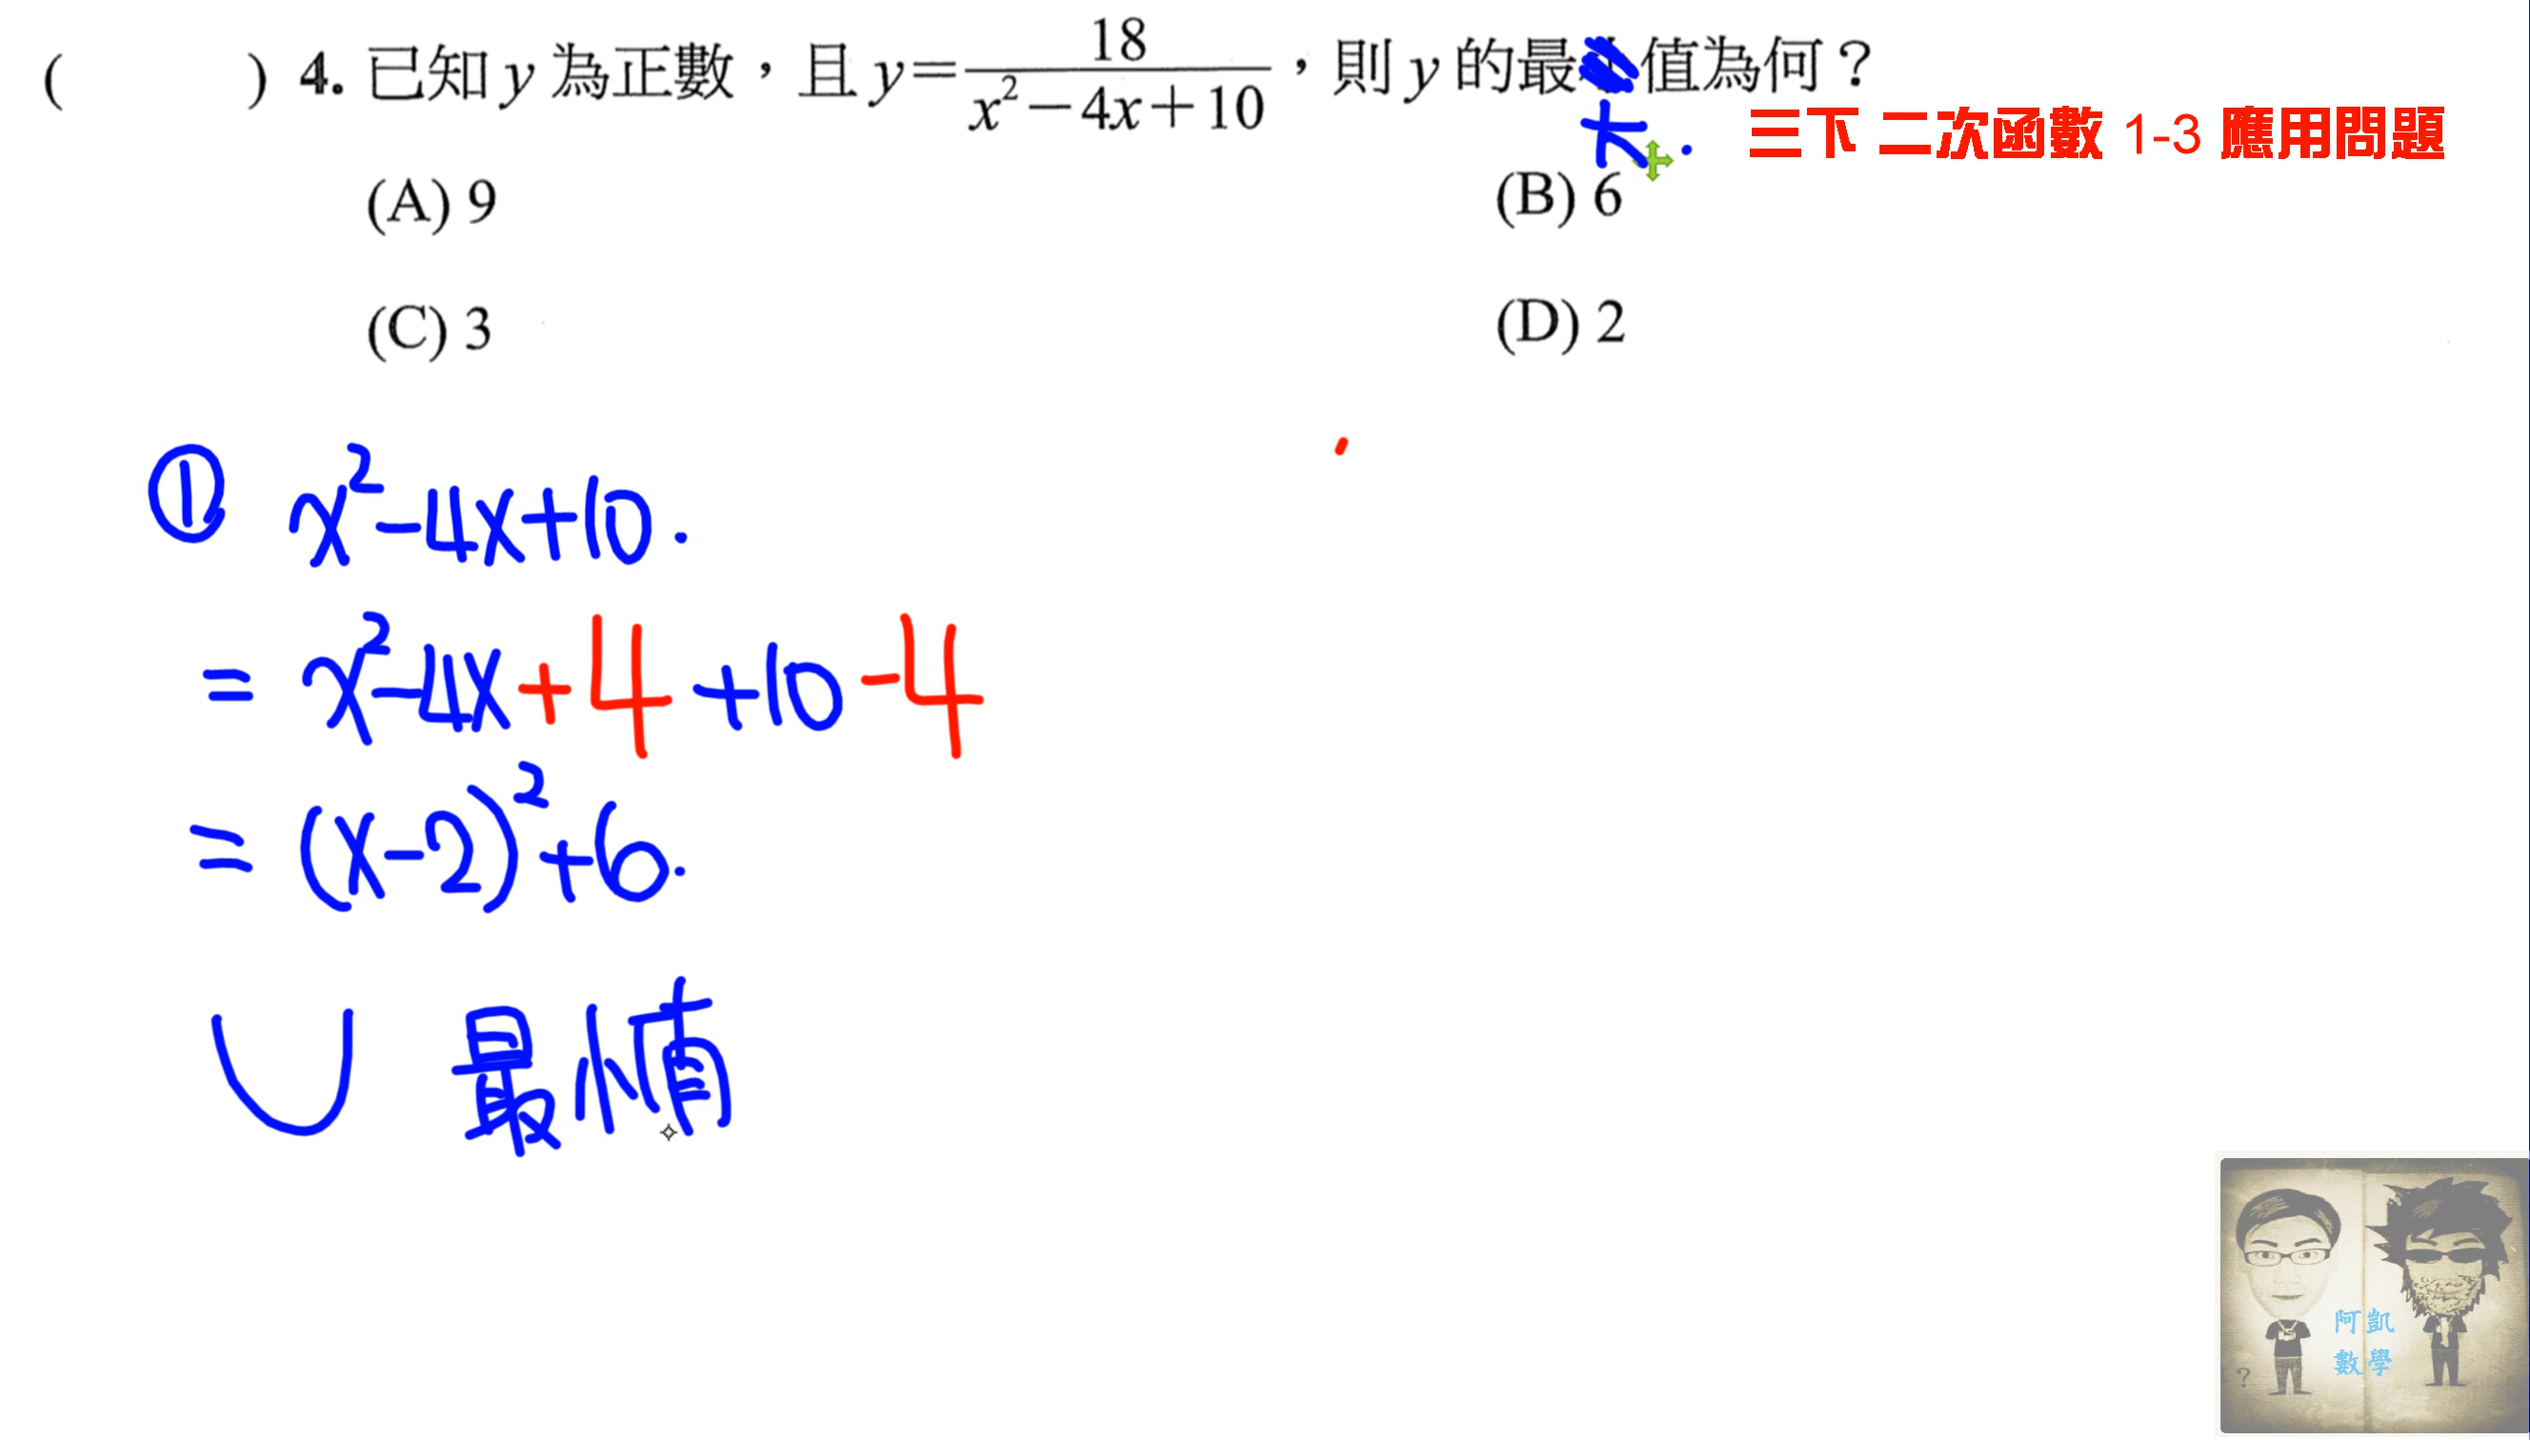 ( ) 4. 已知 y 為正數，且 y=18/(x²−4x+10)，則 y 的最大值為何？
三下 二次函數 1-3 應用問題
(A) 9 (B) 6
(C) 3 (D) 2
① x²-4x+10.
= x²-4x+4+10-4
= (x-2)²+6.
最小值
阿凱
數學
?